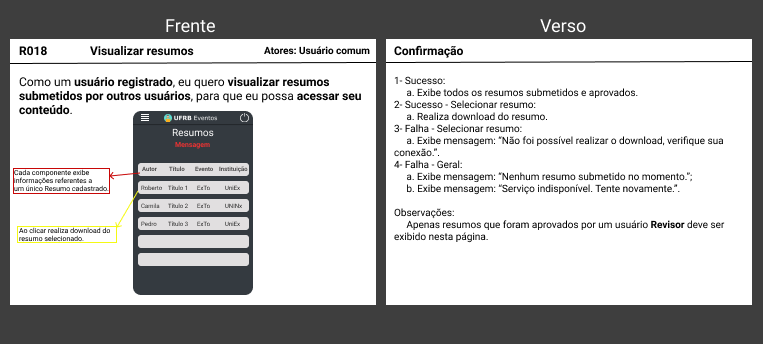 Frente
R018 Visualizar resumos Atores: Usuário comum
Como um usuário registrado, eu quero visualizar resumos
submetidos por outros usuários, para que eu possa acessar seu
conteúdo.
UFRB Eventos
Resumos
Mensagem
Autor Título Evento Instituição
Roberto Título 1 ExTo UniEx
Camila Título 2 ExTo UNINx
Pedro Título 3 ExTo UniEx
Cada componente exibe
informações referentes a
um único Resumo cadastrado.
Ao clicar realiza download do
resumo selecionado.
Verso
Confirmação
1- Sucesso:
a. Exibe todos os resumos submetidos e aprovados.
2- Sucesso - Selecionar resumo:
a. Realiza download do resumo.
3- Falha - Selecionar resumo:
a. Exibe mensagem: “Não foi possível realizar o download, verifique sua
conexão.”.
4- Falha - Geral:
a. Exibe mensagem: “Nenhum resumo submetido no momento.”;
b. Exibe mensagem: “Serviço indisponível. Tente novamente.”.
Observações:
Apenas resumos que foram aprovados por um usuário Revisor deve ser
exibido nesta página.